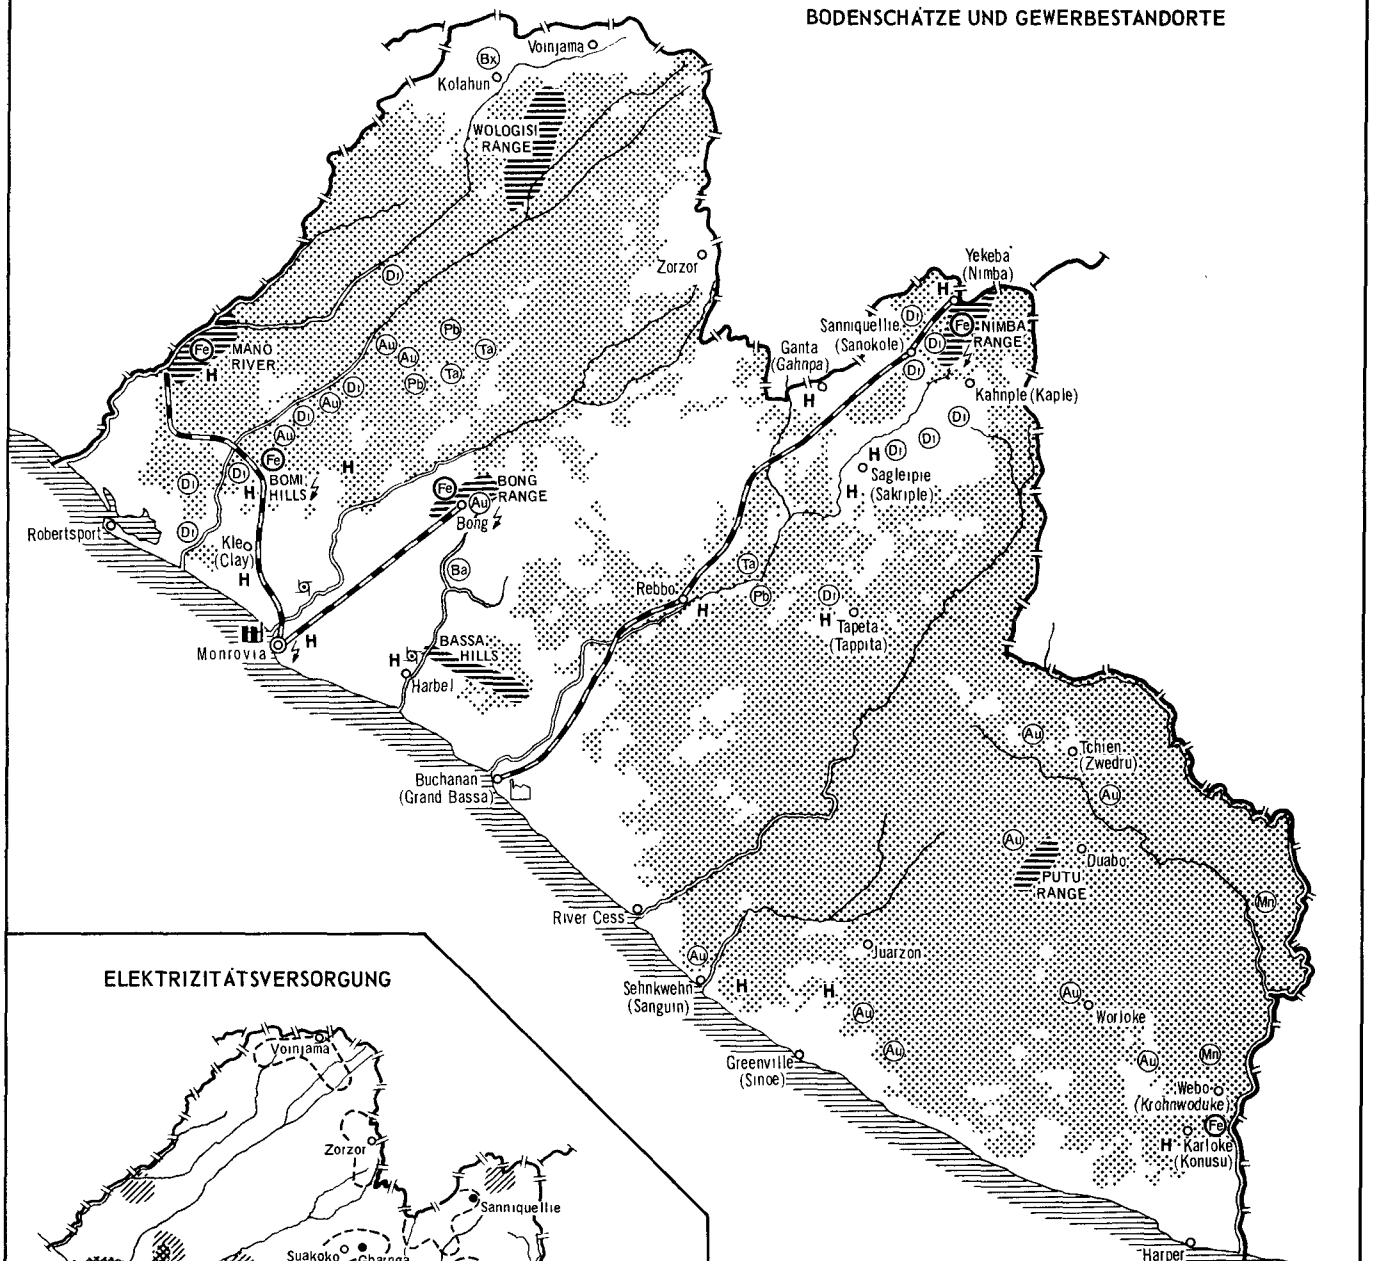 BODENSCHÄTZE UND GEWERBESTANDORTE
Voinjama
Bx
Kolahun
WOLOGISI
RANGE
Zorzor
Di
Yekeba
(Nimba)
H
Di
Sanniquellie
(Sanokole)
Fe
NIMBA
RANGE
Di
Di
Ganta
(Gahnpa)
H
Kahnple (Kaple)
Fe
MANO
RIVER
H
Pb
Au
Au
Ta
Ta
Pb
Di
Au
Di
Au
Di
Di
Di
H
Sagleipie
(Sakriple)
H
Fe
BOMI
HILLS
H
Di
H
Di
Fe
BONG
RANGE
Au
Bong
Robertsport
Di
Kle
(Clay)
H
Ba
Ta
Pb
Rebbo
H
Di
H
Tapeta
(Tappita)
Monrovia
H
BASSA
HILLS
H
Harbel
Au
Tchien
(Zwedru)
Buchanan
(Grand Bassa)
Au
Au
Duabo
PUTU
RANGE
Mn
River Cess
Juarzon
Au
Sehnkwehn
(Sanguin)
H
H
Au
Au
Worloke
Au
Au
Mn
Greenville
(Sinoe)
Webo
(Krohnwoduke)
Fe
H
Karloke
(Konusu)
Harper
ELEKTRIZITÄTSVERSORGUNG
Voinjama
Zorzor
Sanniquellie
Suakoko
Gbarnga